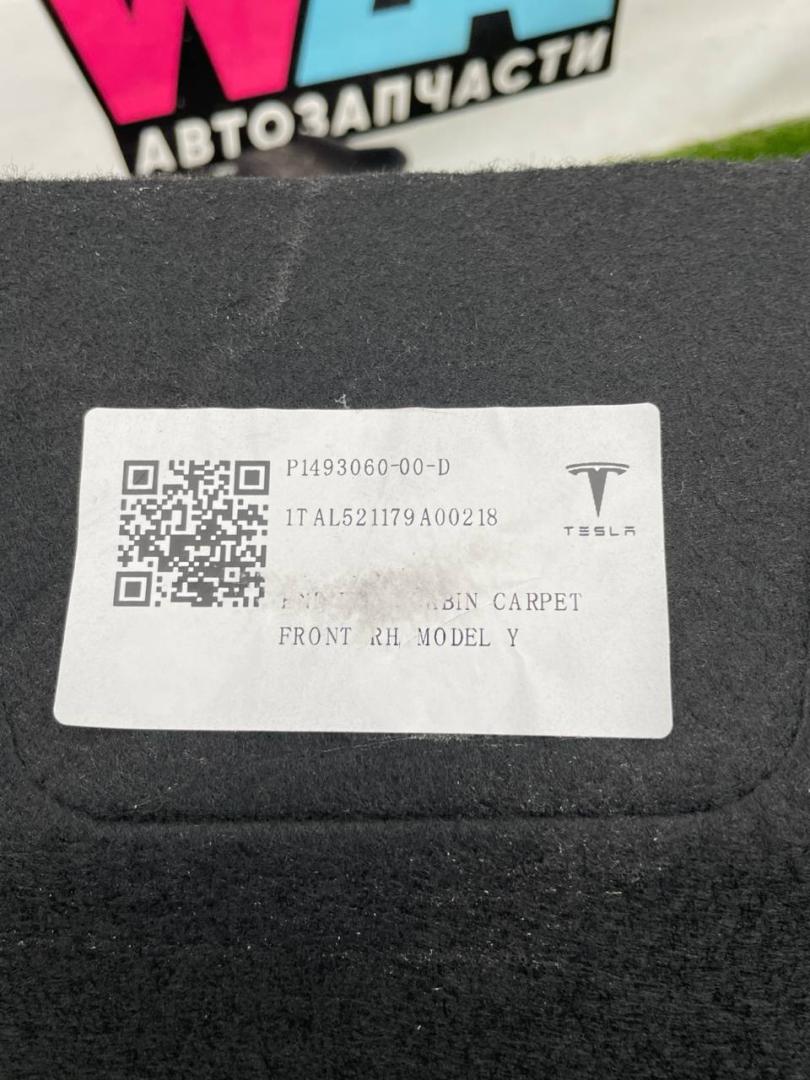 АВТОЗАПЧАСТИ
P1493060-00-D
1TAL521179A00218
TESLA
CARPET
FRONT RH MODEL Y